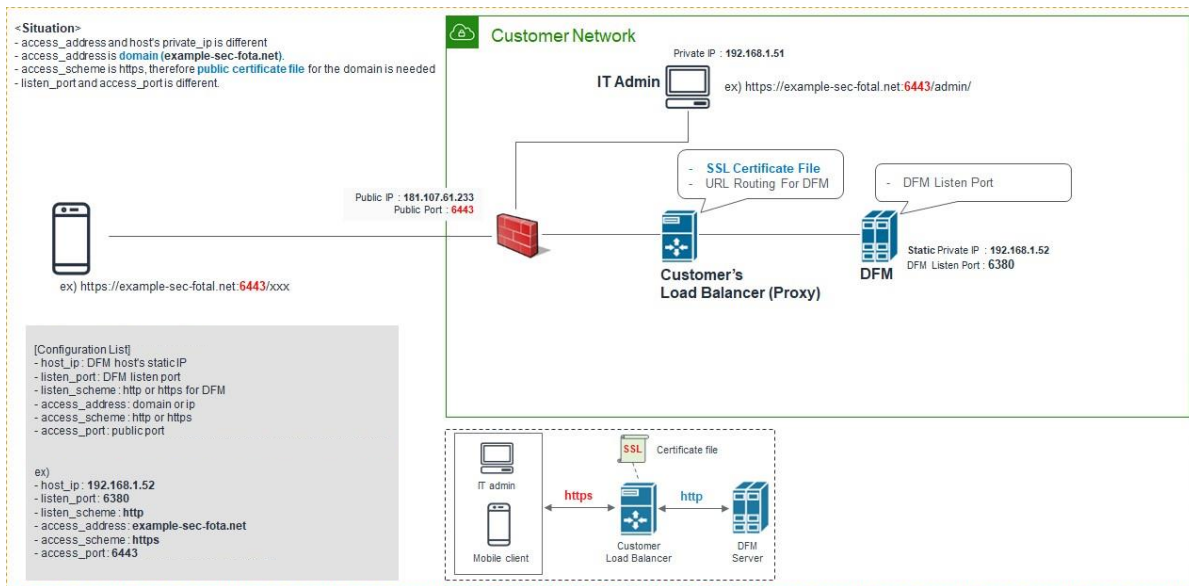 <Situation>
- access_address and host's private_ip is different
- access_address is domain (example-sec-fota.net).
- access_scheme is https, therefore public certificate file for the domain is needed
- listen_port and access_port is different.
Customer Network
Private IP : 192.168.1.51
IT Admin
ex) https://example-sec-fotal.net:6443/admin/
- SSL Certificate File
- URL Routing For DFM
- DFM Listen Port
Public IP : 181.107.61.233
Public Port : 6443
Static Private IP : 192.168.1.52
DFM Listen Port : 6380
Customer's
Load Balancer (Proxy)
DFM
ex) https://example-sec-fotal.net:6443/xxx
[Configuration List]
- host_ip : DFM host's static IP
- listen_port : DFM listen port
- listen_scheme : http or https for DFM
- access_address: domain or ip
- access_scheme : http or https
- access_port : public port
ex)
- host_ip : 192.168.1.52
- listen_port : 6380
- listen_scheme : http
- access_address: example-sec-fota.net
- access_scheme : https
- access_port : 6443
SSL
Certificate file
IT admin
https
http
Mobile client
Customer
Load Balancer
DFM
Server